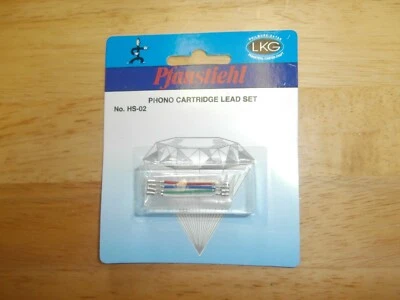 LKG
Pfanstiehl
PHONO CARTRIDGE LEAD SET
No. HS-02